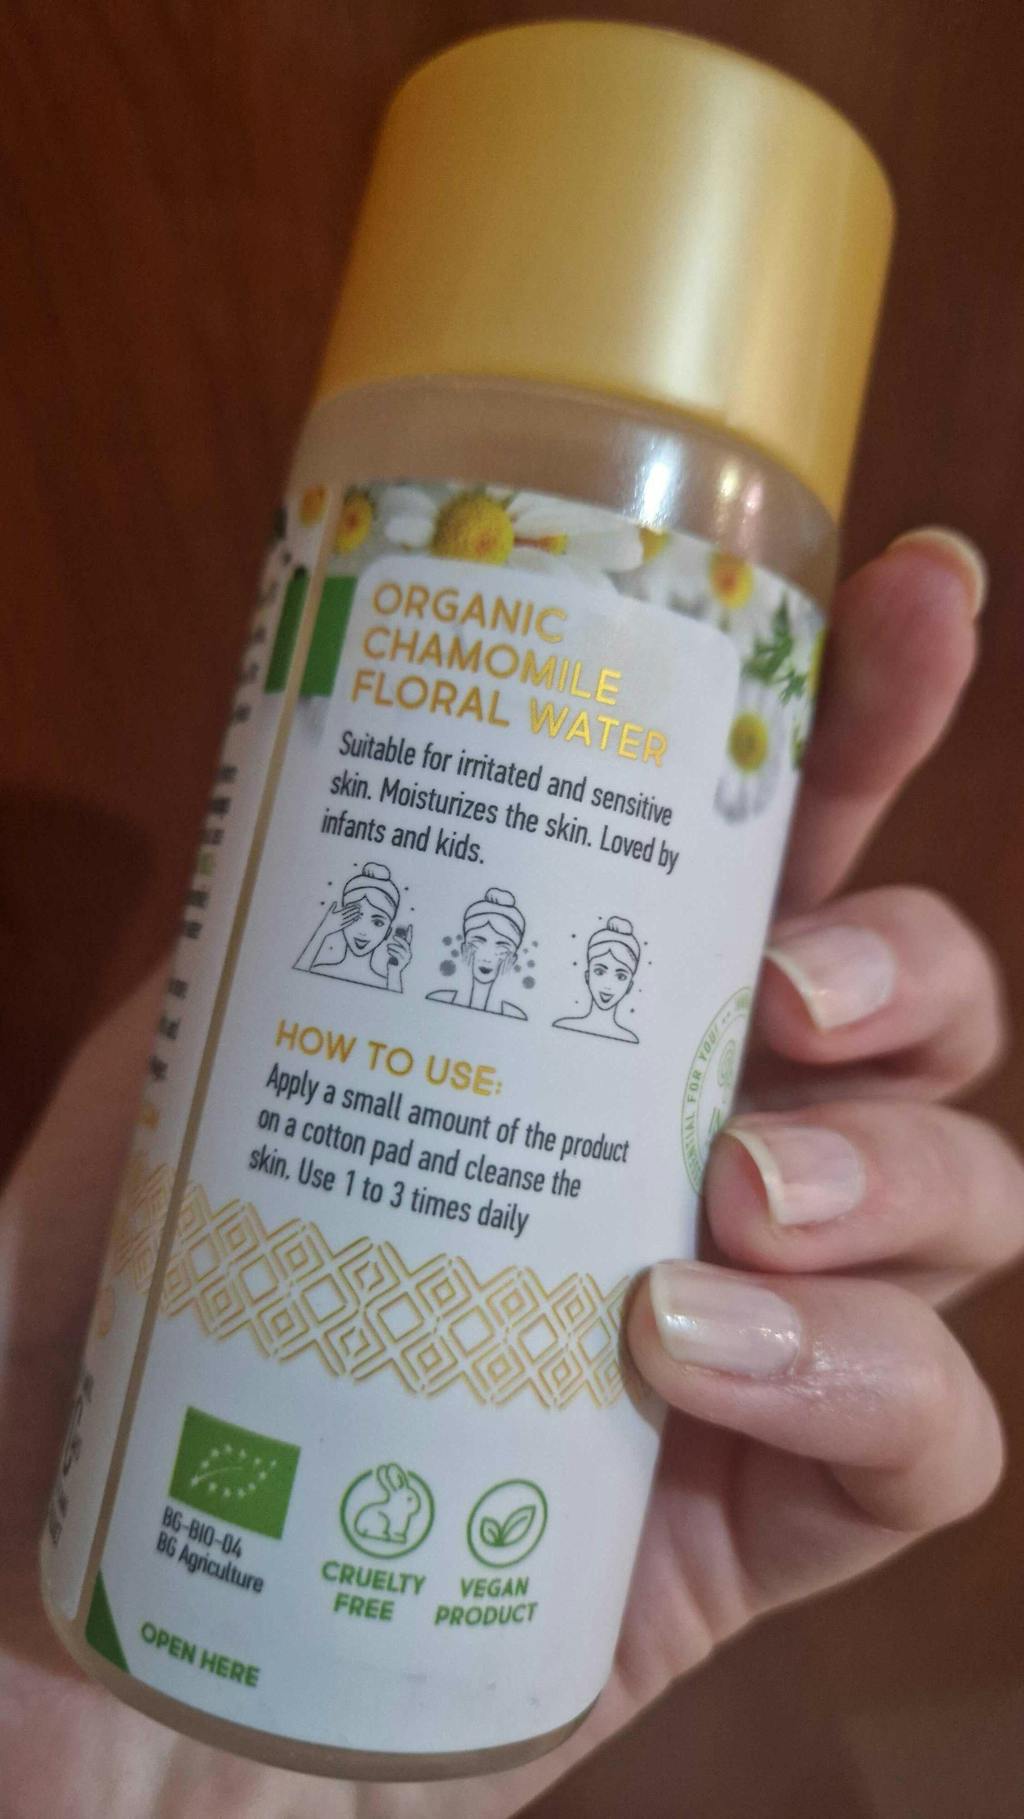 ORGANIC
CHAMOMILE
FLORAL WATER
Suitable for irritated and sensitive
skin. Moisturizes the skin. Loved by
infants and kids.
HOW TO USE:
Apply a small amount of the product
on a cotton pad and cleanse the
skin. Use 1 to 3 times daily
FOR YOU!
BG-BIO-04
BG Agriculture
CRUELTY
FREE
VEGAN
PRODUCT
OPEN HERE